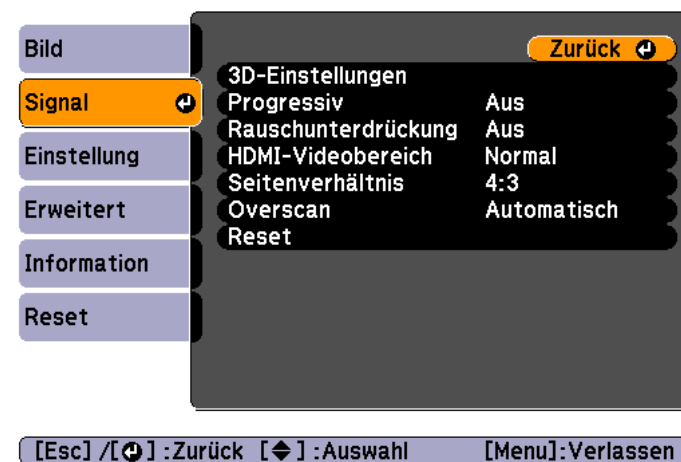 Bild
Signal
Einstellung
Erweitert
Information
Reset
Zurück
3D-Einstellungen
Progressiv Aus
Rauschunterdrückung Aus
HDMI-Videobereich Normal
Seitenverhältnis 4:3
Overscan Automatisch
Reset
[Esc] /[⏎] :Zurück [◆] :Auswahl [Menu]:Verlassen